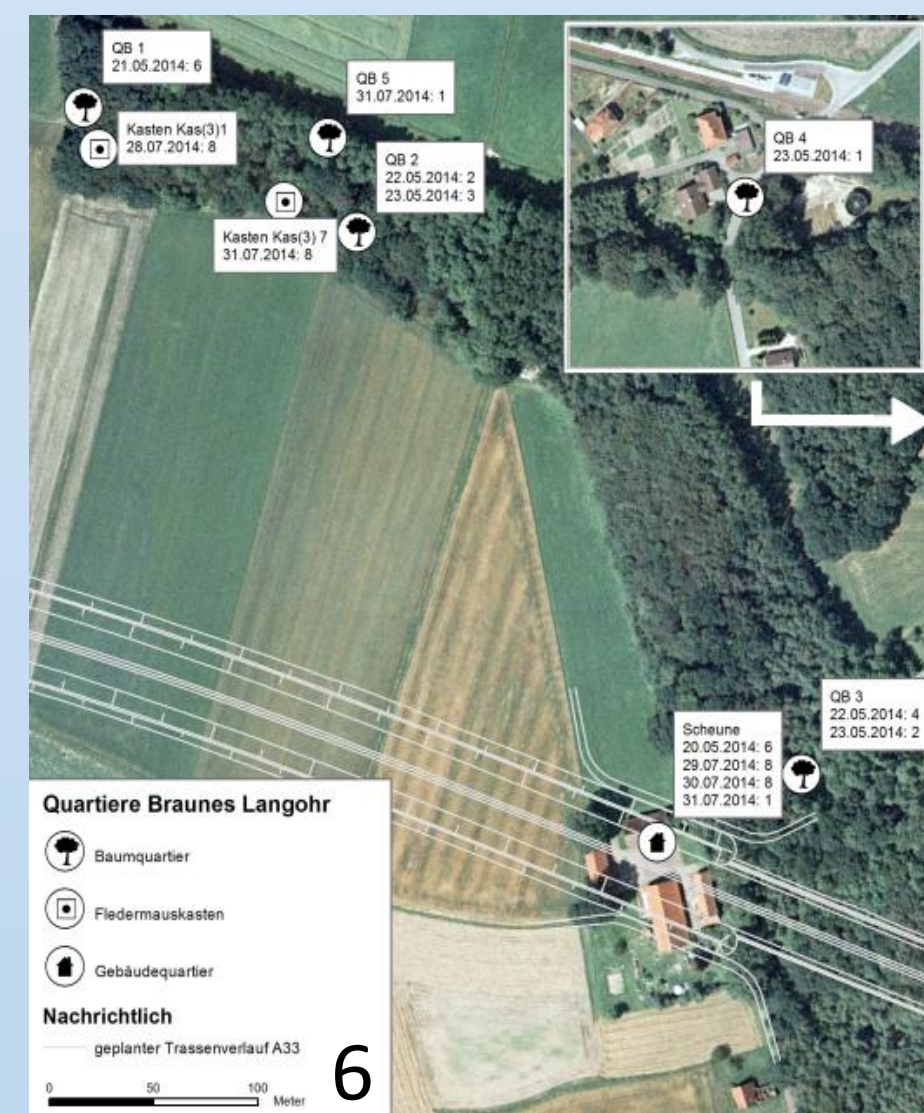 QB 1
21.05.2014: 6
QB 5
31.07.2014: 1
Kasten Kas(3)1
28.07.2014: 8
QB 2
22.05.2014: 2
23.05.2014: 3
Kasten Kas(3) 7
31.07.2014: 8
QB 4
23.05.2014: 1
QB 3
22.05.2014: 4
23.05.2014: 2
Scheune
20.05.2014: 6
29.07.2014: 8
30.07.2014: 8
31.07.2014: 1
Quartiere Braunes Langohr
Baumquartier
Fledermauskasten
Gebäudequartier
Nachrichtlich
geplanter Trassenverlauf A33
0 50 100
Meter
6